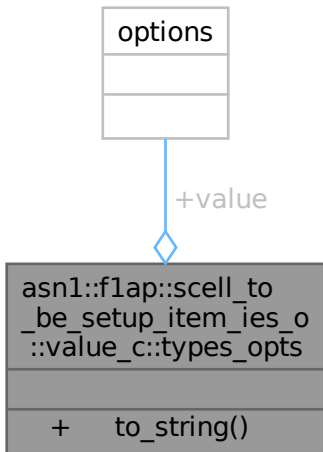 options
+value
asn1::f1ap::scell_to
_be_setup_item_ies_o
::value_c::types_opts
+ to_string()